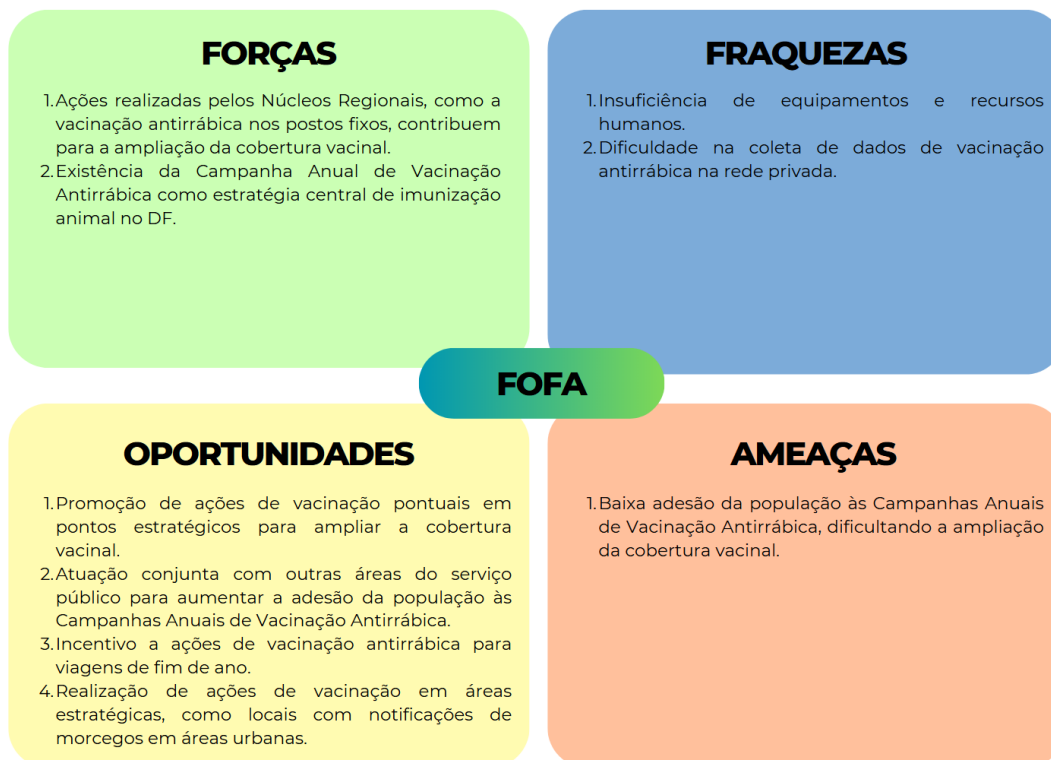 FORÇAS
1.Ações realizadas pelos Núcleos Regionais, como a
vacinação antirrábica nos postos fixos, contribuem
para a ampliação da cobertura vacinal.
2.Existência da Campanha Anual de Vacinação
Antirrábica como estratégia central de imunização
animal no DF.
FRAQUEZAS
1.Insuficiência de equipamentos e recursos
humanos.
2.Dificuldade na coleta de dados de vacinação
antirrábica na rede privada.
FOFA
OPORTUNIDADES
1.Promoção de ações de vacinação pontuais em
pontos estratégicos para ampliar a cobertura
vacinal.
2.Atuação conjunta com outras áreas do serviço
público para aumentar a adesão da população às
Campanhas Anuais de Vacinação Antirrábica.
3.Incentivo a ações de vacinação antirrábica para
viagens de fim de ano.
4.Realização de ações de vacinação em áreas
estratégicas, como locais com notificações de
morcegos em áreas urbanas.
AMEAÇAS
1.Baixa adesão da população às Campanhas Anuais
de Vacinação Antirrábica, dificultando a ampliação
da cobertura vacinal.